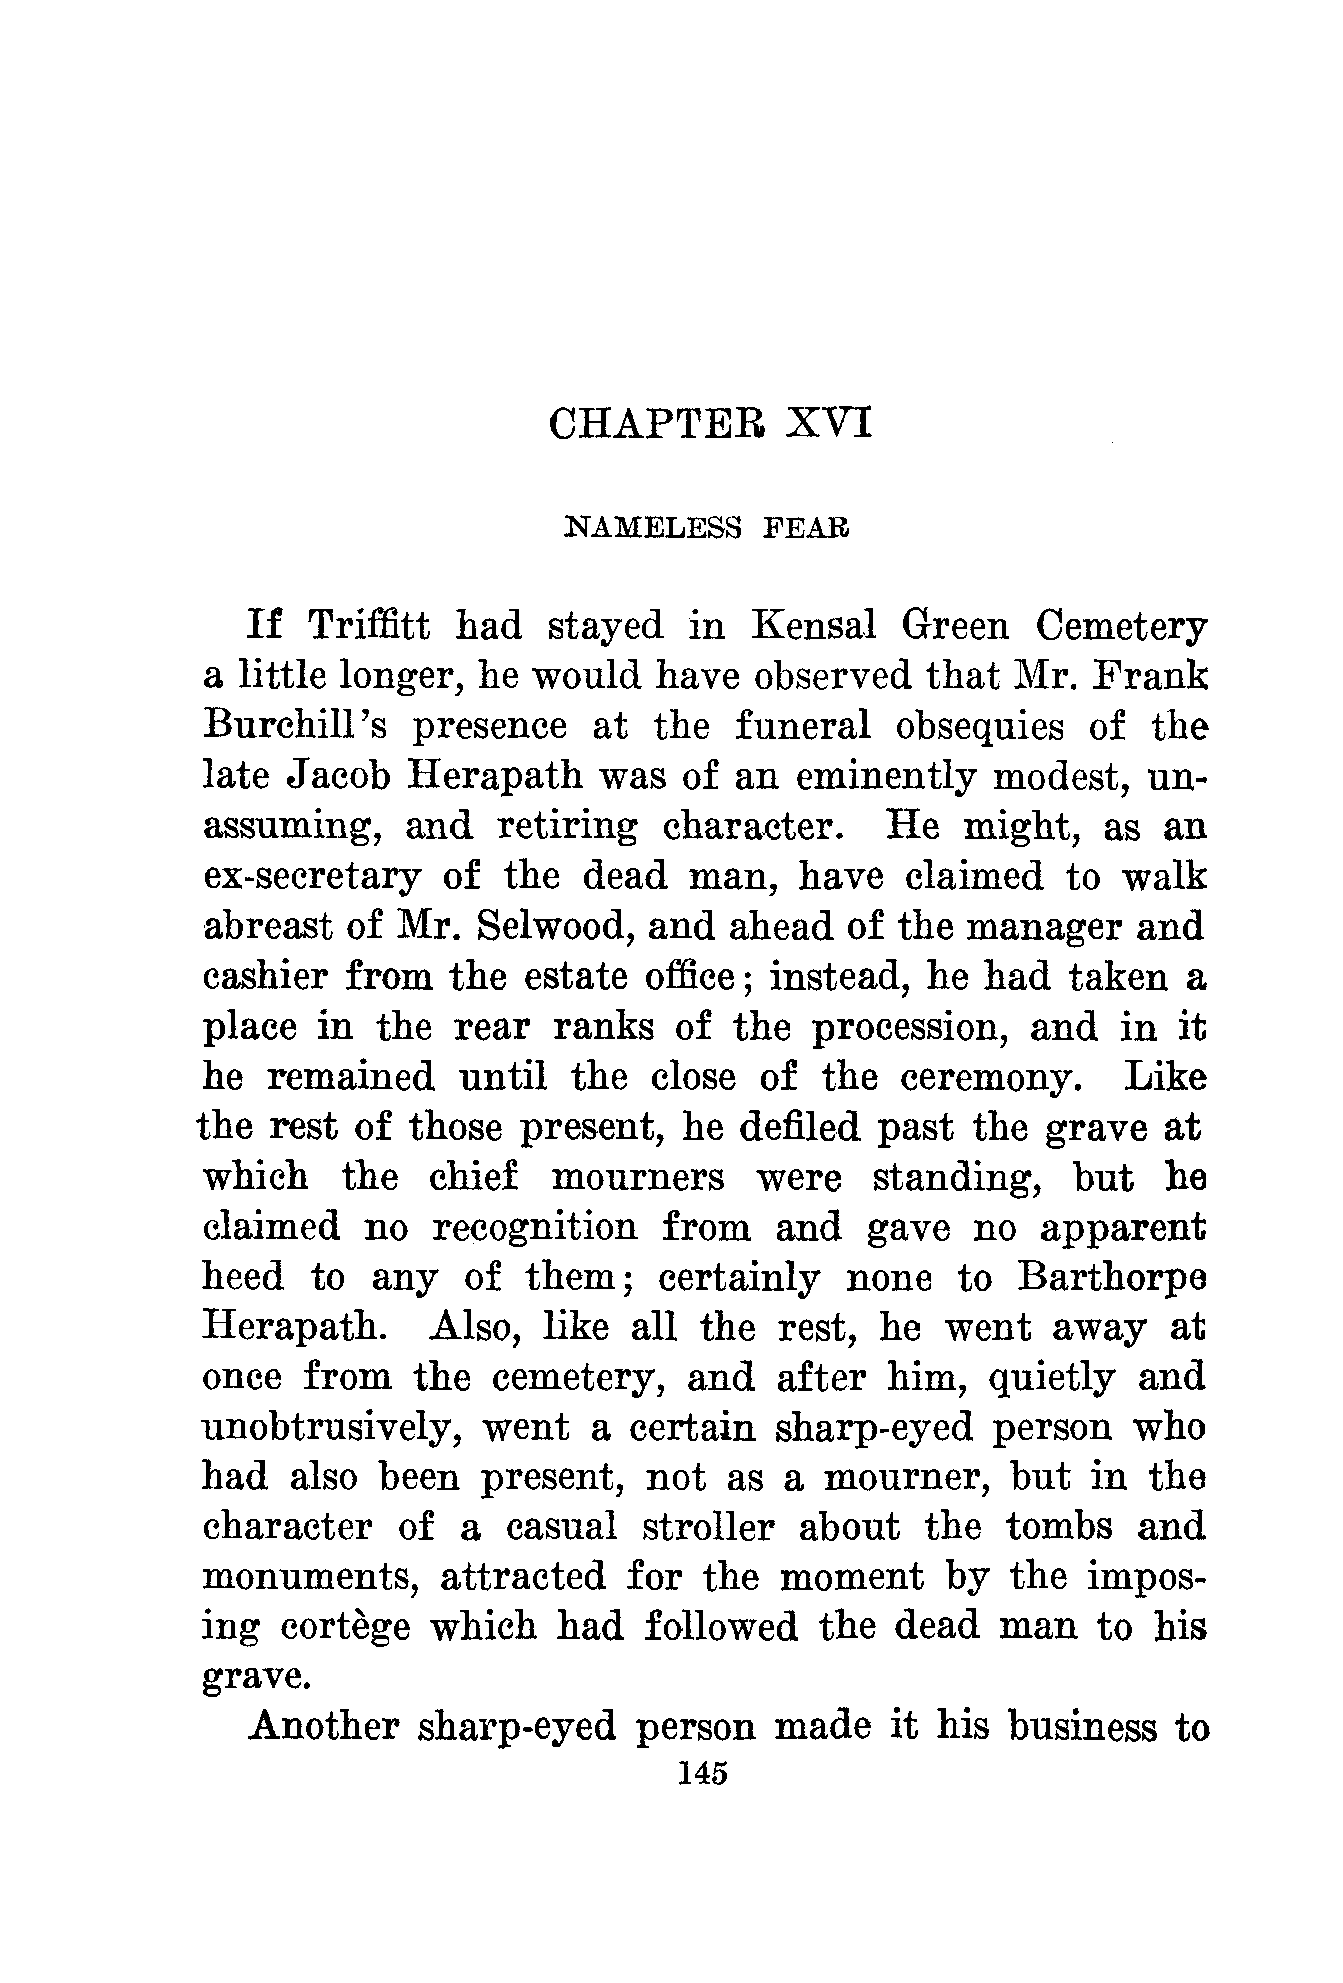 CHAPTER XVI
NAMELESS FEAR
If Triffitt had stayed in Kensal Green Cemetery
a little longer, he would have observed that Mr. Frank
Burchill's presence at the funeral obsequies of the
late Jacob Herapath was of an eminently modest, un-
assuming, and retiring character. He might, as an
ex-secretary of the dead man, have claimed to walk
abreast of Mr. Selwood, and ahead of the manager and
cashier from the estate office; instead, he had taken a
place in the rear ranks of the procession, and in it
he remained until the close of the ceremony. Like
the rest of those present, he defiled past the grave at
which the chief mourners were standing, but he
claimed no recognition from and gave no apparent
heed to any of them; certainly none to Barthorpe
Herapath. Also, like all the rest, he went away at
once from the cemetery, and after him, quietly and
unobtrusively, went a certain sharp-eyed person who
had also been present, not as a mourner, but in the
character of a casual stroller about the tombs and
monuments, attracted for the moment by the impos-
ing cortège which had followed the dead man to his
grave.
Another sharp-eyed person made it his business to
145